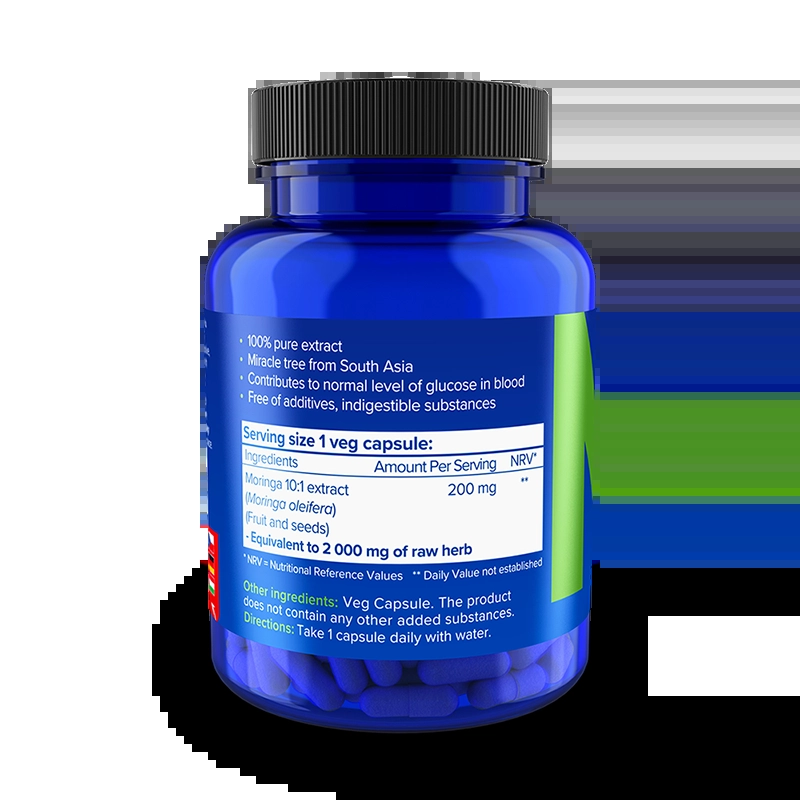 • 100% pure extract
• Miracle tree from South Asia
• Contributes to normal level of glucose in blood
• Free of additives, indigestible substances
Serving size 1 veg capsule:
Ingredients Amount Per Serving NRV*
Moringa 10:1 extract 200 mg **
(Moringa oleifera)
(Fruit and seeds)
- Equivalent to 2 000 mg of raw herb
* NRV = Nutritional Reference Values ** Daily Value not established
Other ingredients: Veg Capsule. The product
does not contain any other added substances.
Directions: Take 1 capsule daily with water.